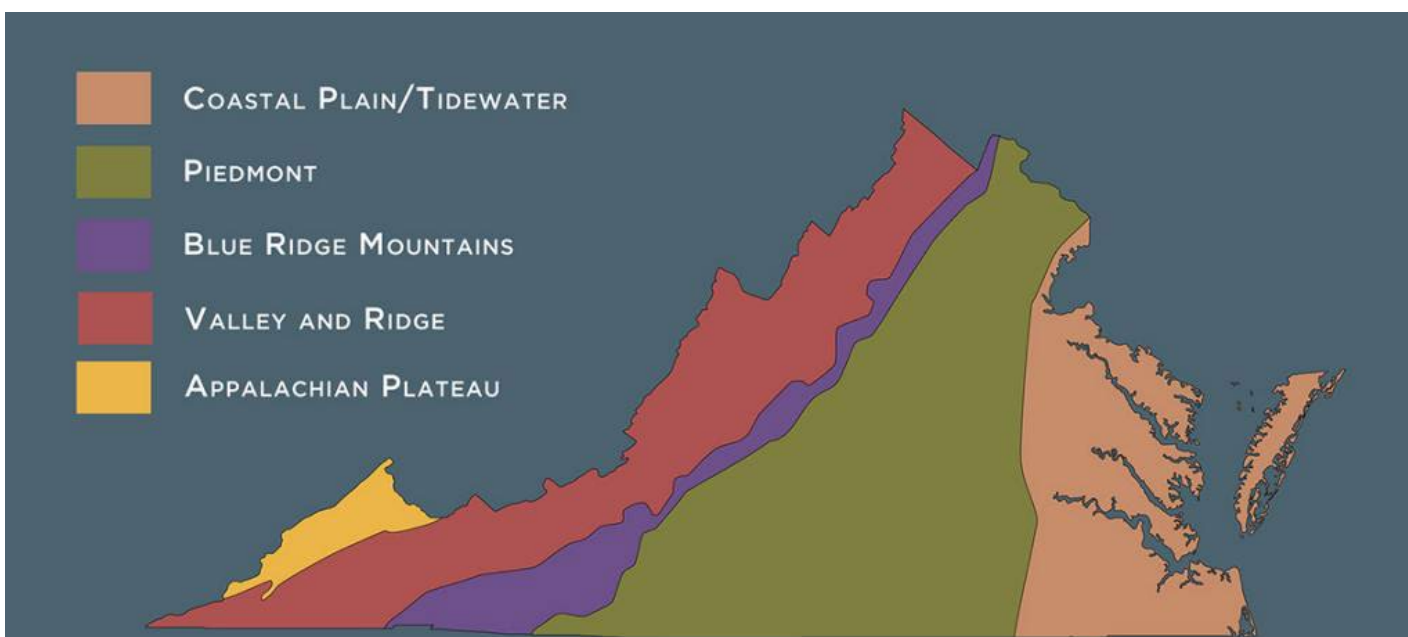 Coastal Plain/Tidewater
Piedmont
Blue Ridge Mountains
Valley and Ridge
Appalachian Plateau